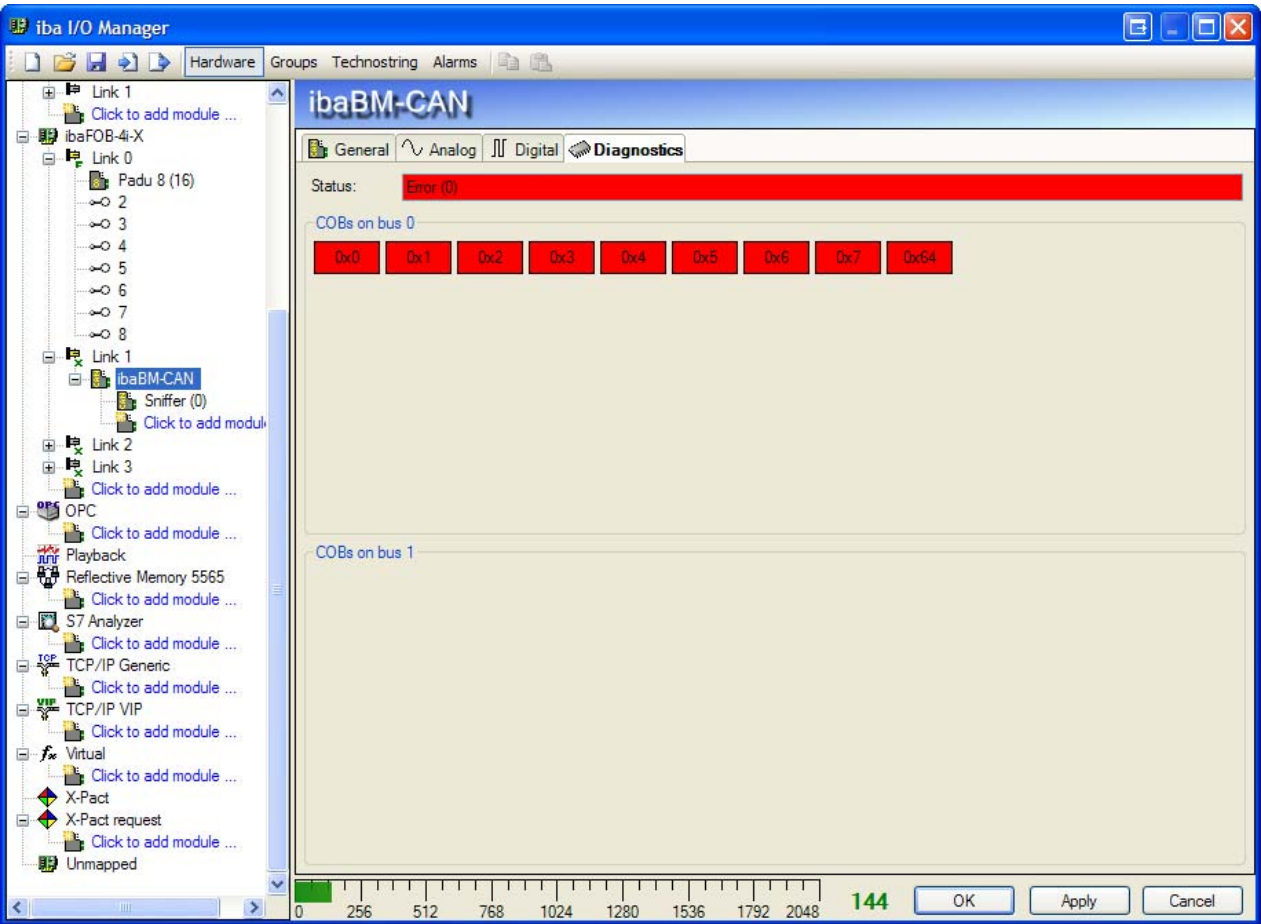 iba I/O Manager
Hardware Groups Technostring Alarms
Link 1
Click to add module ...
ibaFOB-4i-X
Link 0
Padu 8 (16)
2
3
4
5
6
7
8
Link 1
ibaBM-CAN
Sniffer (0)
Click to add modul
Link 2
Link 3
Click to add module ...
OPC
Click to add module ...
Playback
Reflective Memory 5565
Click to add module ...
S7 Analyzer
Click to add module ...
TCP/IP Generic
Click to add module ...
TCP/IP VIP
Click to add module ...
Virtual
Click to add module ...
X-Pact
X-Pact request
Click to add module ...
Unmapped
ibaBM-CAN
General Analog Digital Diagnostics
Status: Error (0)
COBs on bus 0
0x0 0x1 0x2 0x3 0x4 0x5 0x6 0x7 0x64
COBs on bus 1
0 256 512 768 1024 1280 1536 1792 2048
144 OK Apply Cancel